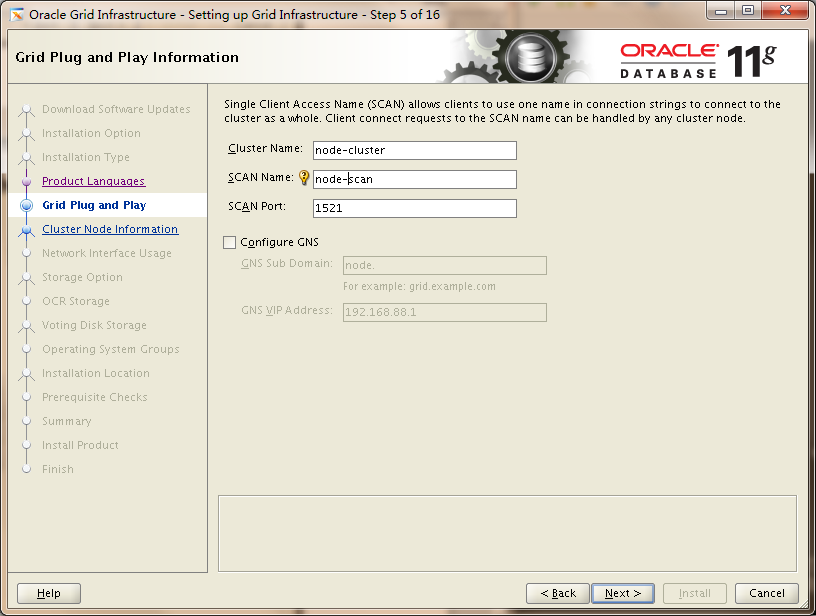 Oracle Grid Infrastructure - Setting up Grid Infrastructure - Step 5 of 16
Grid Plug and Play Information
ORACLE
DATABASE 11g
Download Software Updates
Installation Option
Installation Type
Product Languages
Grid Plug and Play
Cluster Node Information
Network Interface Usage
Storage Option
OCR Storage
Voting Disk Storage
Operating System Groups
Installation Location
Prerequisite Checks
Summary
Install Product
Finish
Single Client Access Name (SCAN) allows clients to use one name in connection strings to connect to the
cluster as a whole. Client connect requests to the SCAN name can be handled by any cluster node.
Cluster Name: node-cluster
SCAN Name: node-scan
SCAN Port: 1521
Configure GNS
GNS Sub Domain: node.
For example: grid.example.com
GNS VIP Address: 192.168.88.1
Help
< Back
Next >
Install
Cancel